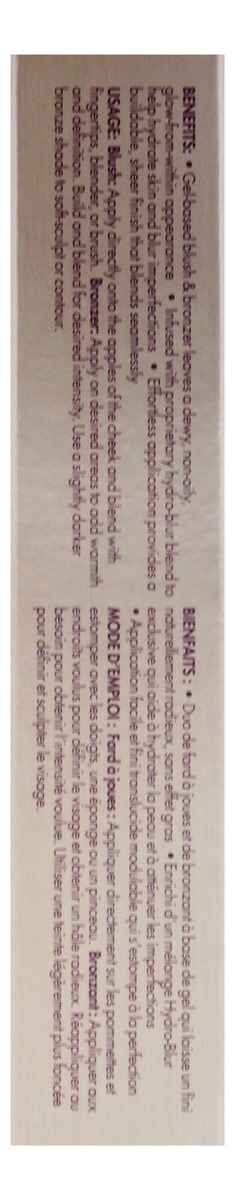 BENEFITS: • Gel-based blush & bronzer leaves a dewy, non-oily,
glow-from-within appearance • Infused with proprietary hydro-blur blend to
help hydrate skin and blur imperfections • Effortless application provides a
buildable, sheer finish that blends seamlessly
USAGE: Blush: Apply directly onto the apples of the cheek and blend with
fingertips, blender, or brush. Bronzer: Apply on desired areas to add warmth
and definition. Build and blend for desired intensity. Use a slightly darker
bronze shade to soft-sculpt or contour.
BIENFAITS : • Duo de fard à joues et de bronzant à base de gel qui laisse un fini
naturellement radieux, sans effet gras • Enrichi d'un mélange Hydro-Blur
exclusive qui aide à hydrater la peau et à atténuer les imperfections
• Application facile et fini translucide modulable qui s'estompe à la perfection
MODE D'EMPLOI : Fard à joues : Appliquer directement sur les pommettes et
estomper avec les doigts, une éponge ou un pinceau. Bronzant : Appliquer aux
endroits voulus pour définir le visage et obtenir un hâle radieux. Réappliquer au
besoin pour obtenir l'intensité voulue. Utiliser une teinte légèrement plus foncée
pour définir et sculpter le visage.